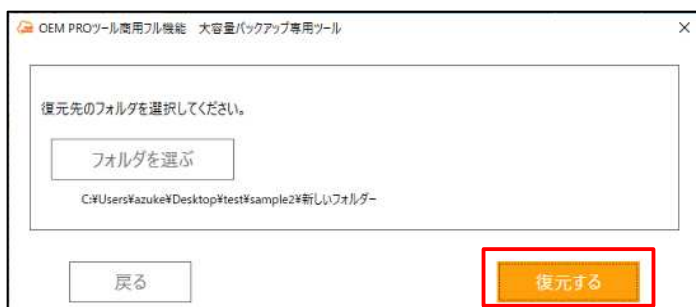 OEM PROツール商用フル機能 大容量バックアップ専用ツール
復元先のフォルダを選択してください。
フォルダを選ぶ
C:¥Users¥azuke¥Desktop¥test¥sample2¥新しいフォルダー
戻る
復元する